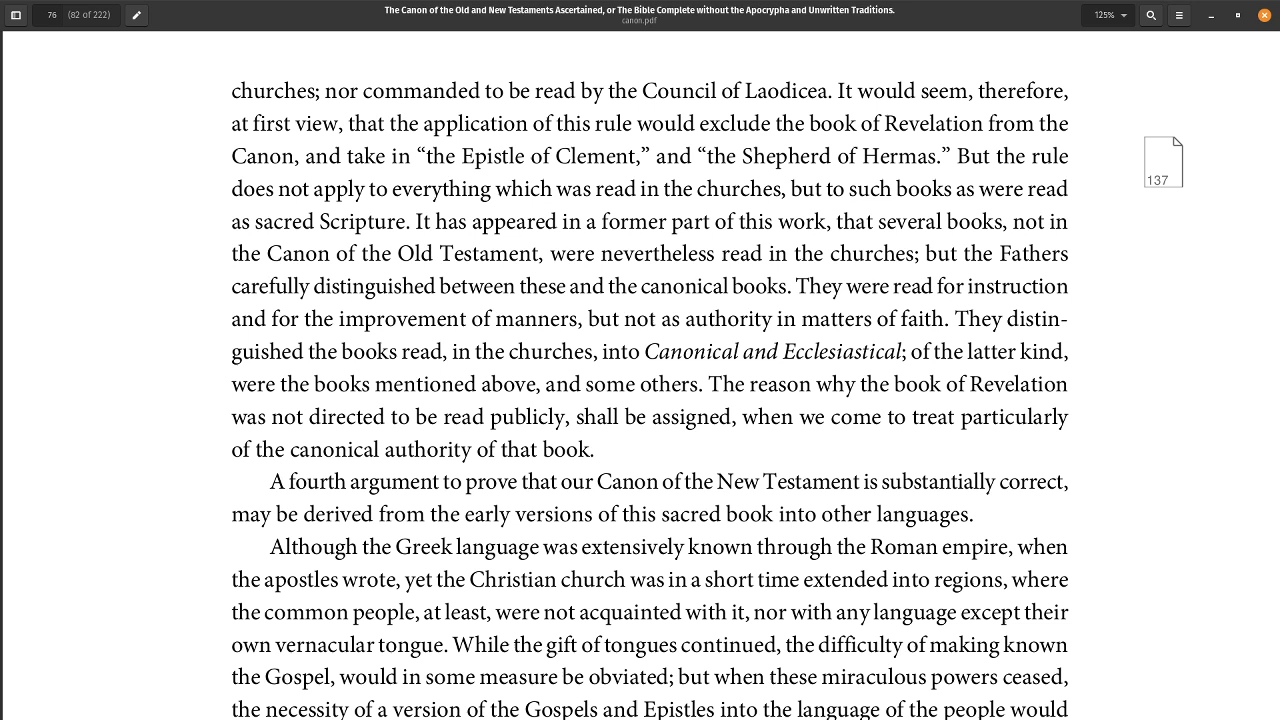 76 (82 of 222)
The Canon of the Old and New Testaments Ascertained, or The Bible Complete without the Apocrypha and Unwritten Traditions.
canon.pdf
125%
churches; nor commanded to be read by the Council of Laodicea. It would seem, therefore,
at first view, that the application of this rule would exclude the book of Revelation from the
Canon, and take in “the Epistle of Clement,” and “the Shepherd of Hermas.” But the rule
does not apply to everything which was read in the churches, but to such books as were read
as sacred Scripture. It has appeared in a former part of this work, that several books, not in
the Canon of the Old Testament, were nevertheless read in the churches; but the Fathers
carefully distinguished between these and the canonical books. They were read for instruction
and for the improvement of manners, but not as authority in matters of faith. They distin-
guished the books read, in the churches, into Canonical and Ecclesiastical; of the latter kind,
were the books mentioned above, and some others. The reason why the book of Revelation
was not directed to be read publicly, shall be assigned, when we come to treat particularly
of the canonical authority of that book.
A fourth argument to prove that our Canon of the New Testament is substantially correct,
may be derived from the early versions of this sacred book into other languages.
Although the Greek language was extensively known through the Roman empire, when
the apostles wrote, yet the Christian church was in a short time extended into regions, where
the common people, at least, were not acquainted with it, nor with any language except their
own vernacular tongue. While the gift of tongues continued, the difficulty of making known
the Gospel, would in some measure be obviated; but when these miraculous powers ceased,
the necessity of a version of the Gospels and Epistles into the language of the people would
137